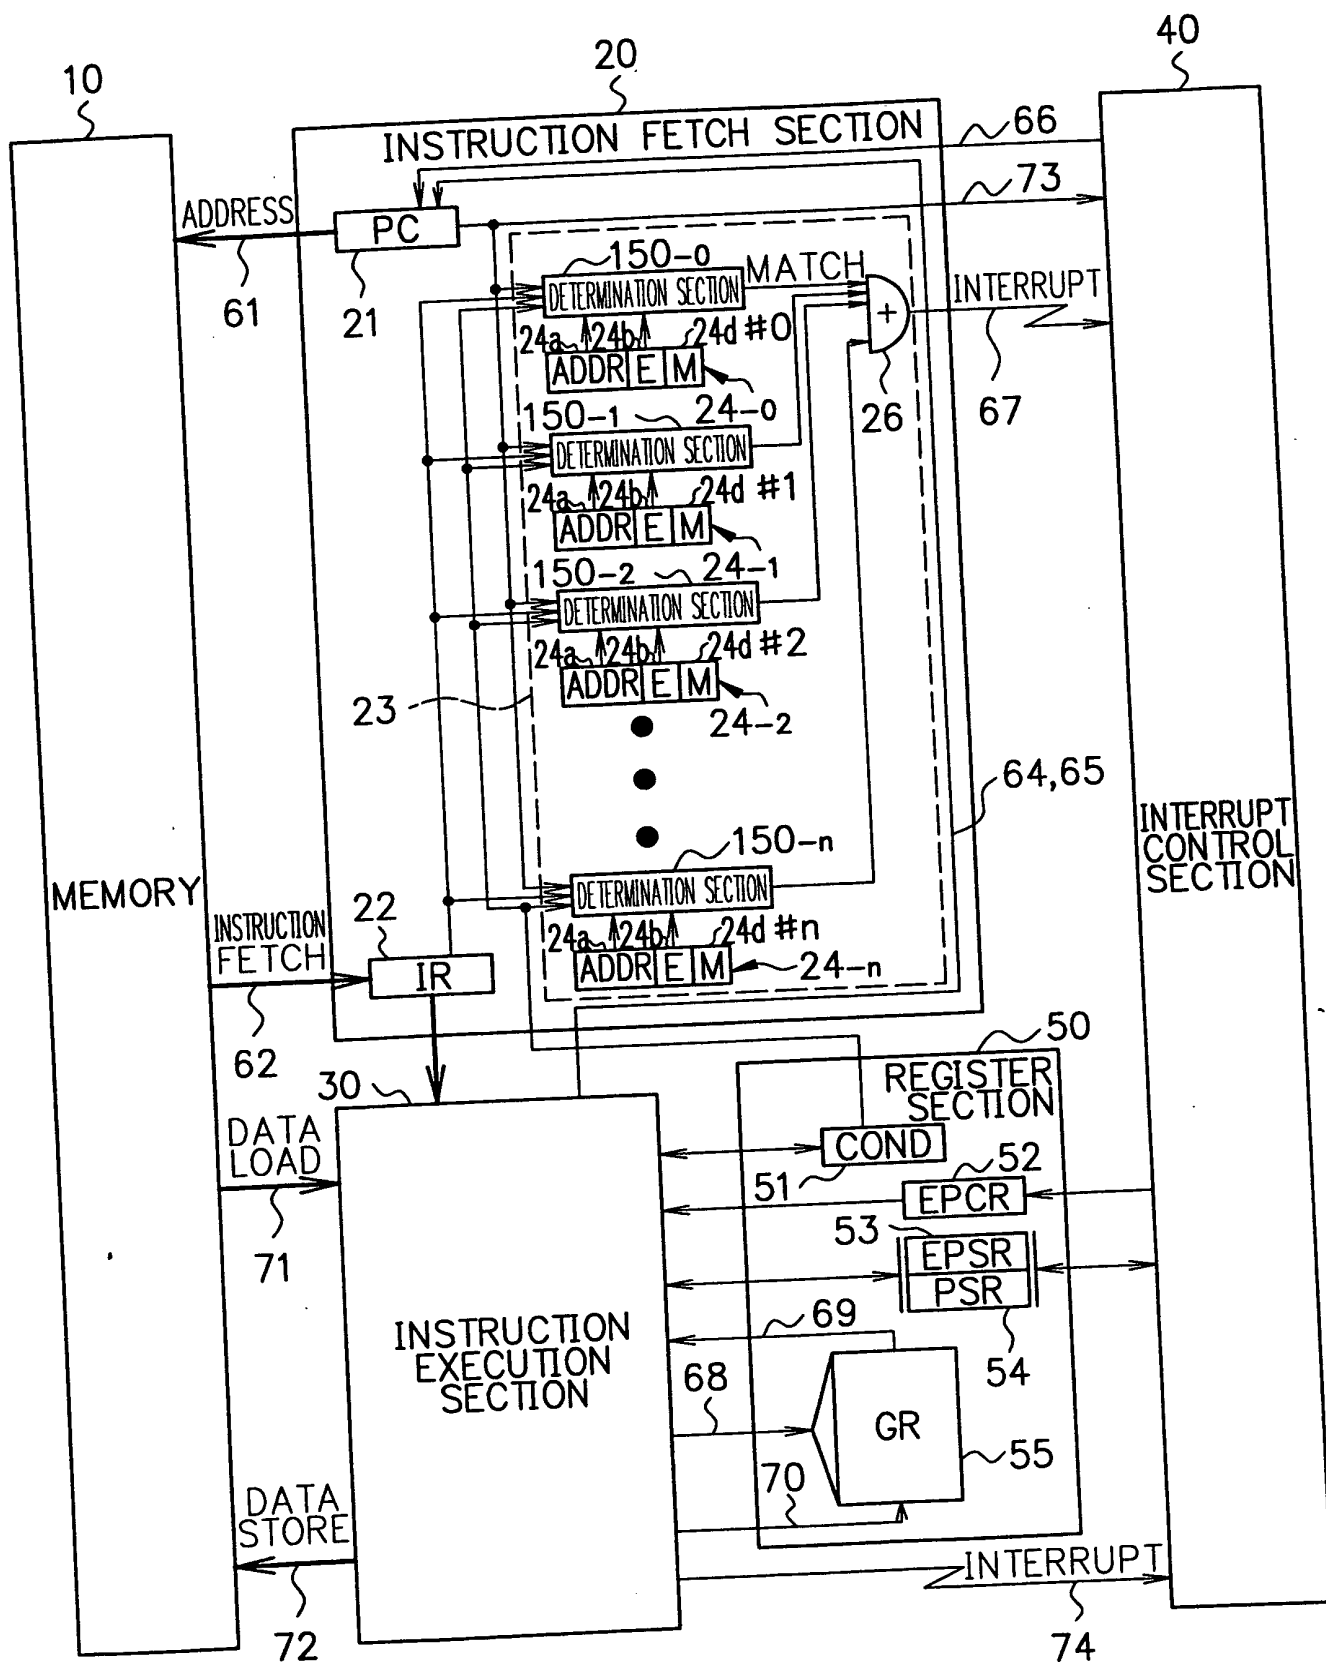 10
20
40
INSTRUCTION FETCH SECTION
66
73
ADDRESS
PC
61
21
150-0
MATCH
DETERMINATION SECTION
INTERRUPT
+
24a 24b 24d #0
ADDR E M
67
26
150-1 24-0
DETERMINATION SECTION
24a 24b 24d #1
ADDR E M
150-2 24-1
DETERMINATION SECTION
24a 24b 24d #2
ADDR E M
23
24-2
64,65
150-n
DETERMINATION SECTION
24a 24b 24d #n
ADDR E M
24-n
MEMORY
INTERRUPT
CONTROL
SECTION
INSTRUCTION
FETCH
22
IR
62
30
50
REGISTER
SECTION
DATA
LOAD
71
COND
51
52
EPCR
53
EPSR
PSR
54
69
INSTRUCTION
EXECUTION
SECTION
68
GR
55
70
DATA
STORE
72
INTERRUPT
74